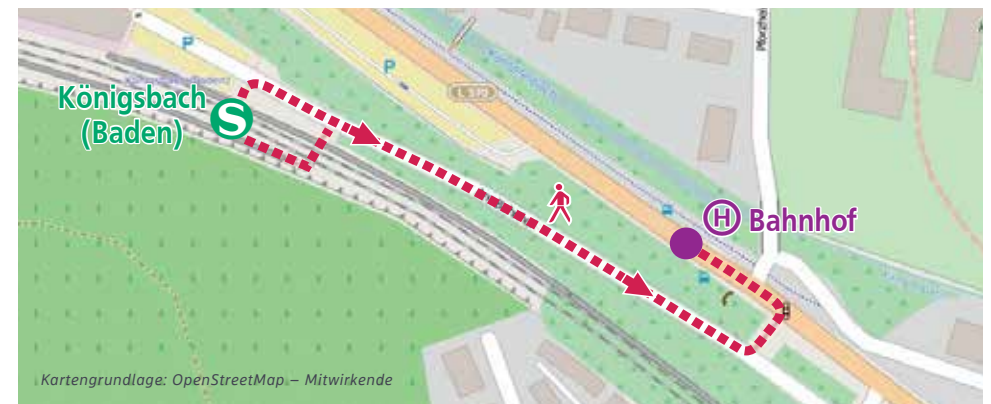 P
P
L 570
Königsbach
(Baden)
S
H Bahnhof
Kartengrundlage: OpenStreetMap – Mitwirkende